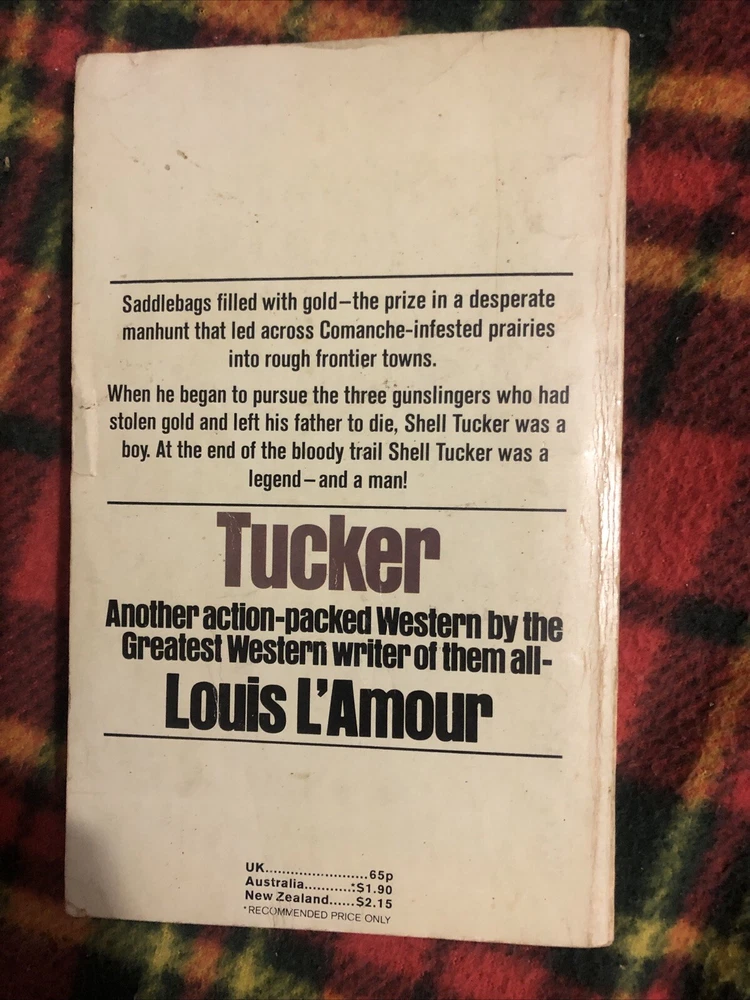 Saddlebags filled with gold—the prize in a desperate
manhunt that led across Comanche-infested prairies
into rough frontier towns.
When he began to pursue the three gunslingers who had
stolen gold and left his father to die, Shell Tucker was a
boy. At the end of the bloody trail Shell Tucker was a
legend—and a man!
Tucker
Another action-packed Western by the
Greatest Western writer of them all-
Louis L'Amour
UK........................65p
Australia...........*$1.90
New Zealand......$2.15
*RECOMMENDED PRICE ONLY